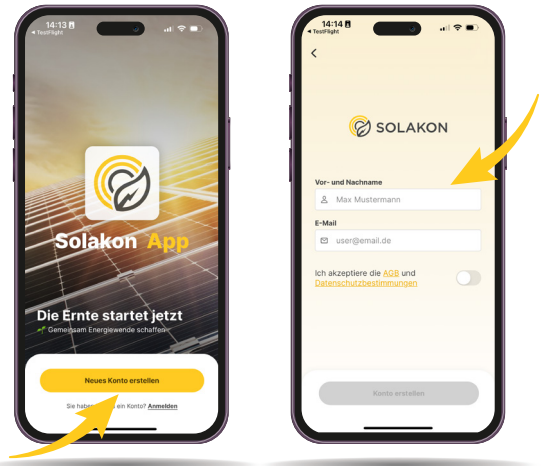 14:13
◂ TestFlight
Solakon App
Die Ernte startet jetzt
Gemeinsam Energiewende schaffen
Neues Konto erstellen
Sie haben ein Konto? Anmelden
14:14
◂ TestFlight
SOLAKON
Vor- und Nachname
Max Mustermann
E-Mail
user@email.de
Ich akzeptiere die AGB und
Datenschutzbestimmungen
Konto erstellen